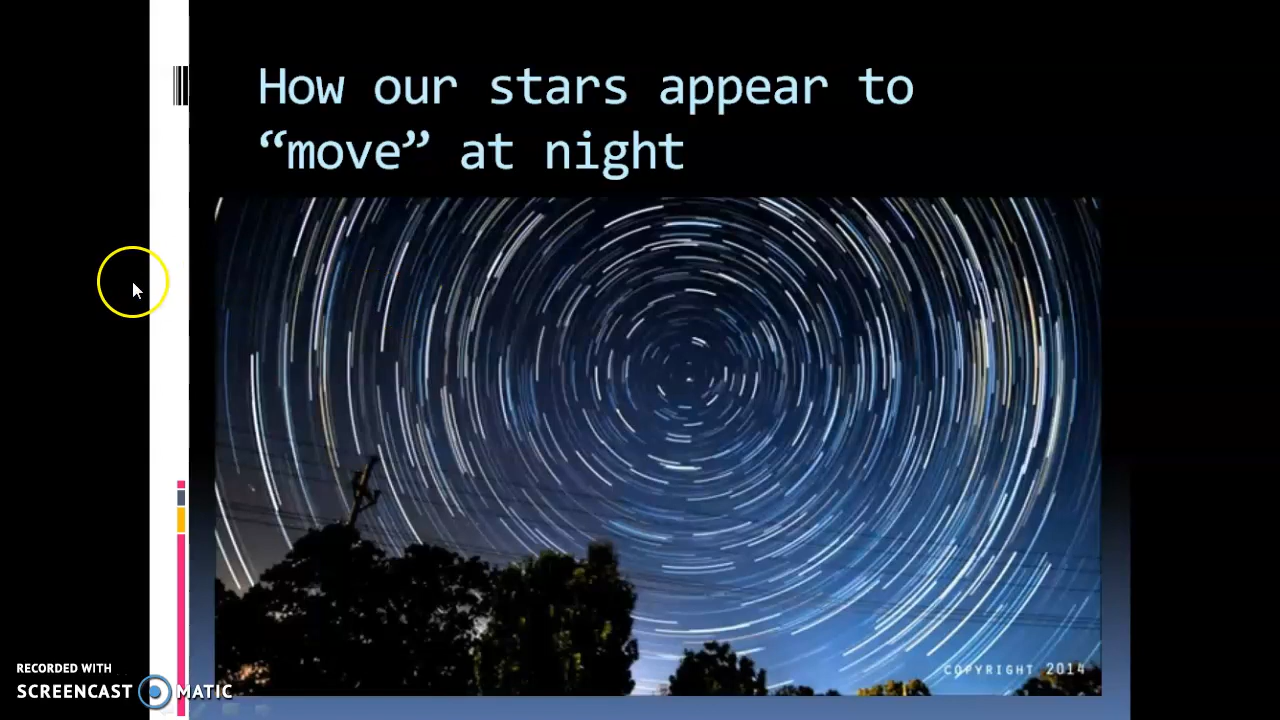 How our stars appear to
“move” at night
COPYRIGHT 2014
RECORDED WITH
SCREENCAST MATIC